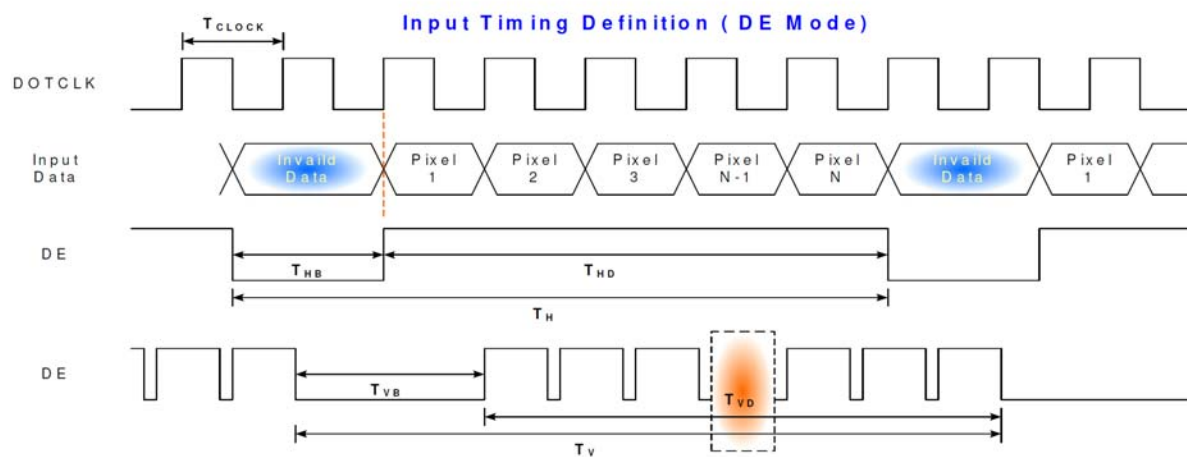 Input Timing Definition ( DE Mode)
TCLOCK
DOTCLK
Input
Data
Invaild
Data
Pixel
1
Pixel
2
Pixel
3
Pixel
N-1
Pixel
N
Invaild
Data
Pixel
1
DE
THB
THD
TH
DE
TVB
TVD
TV